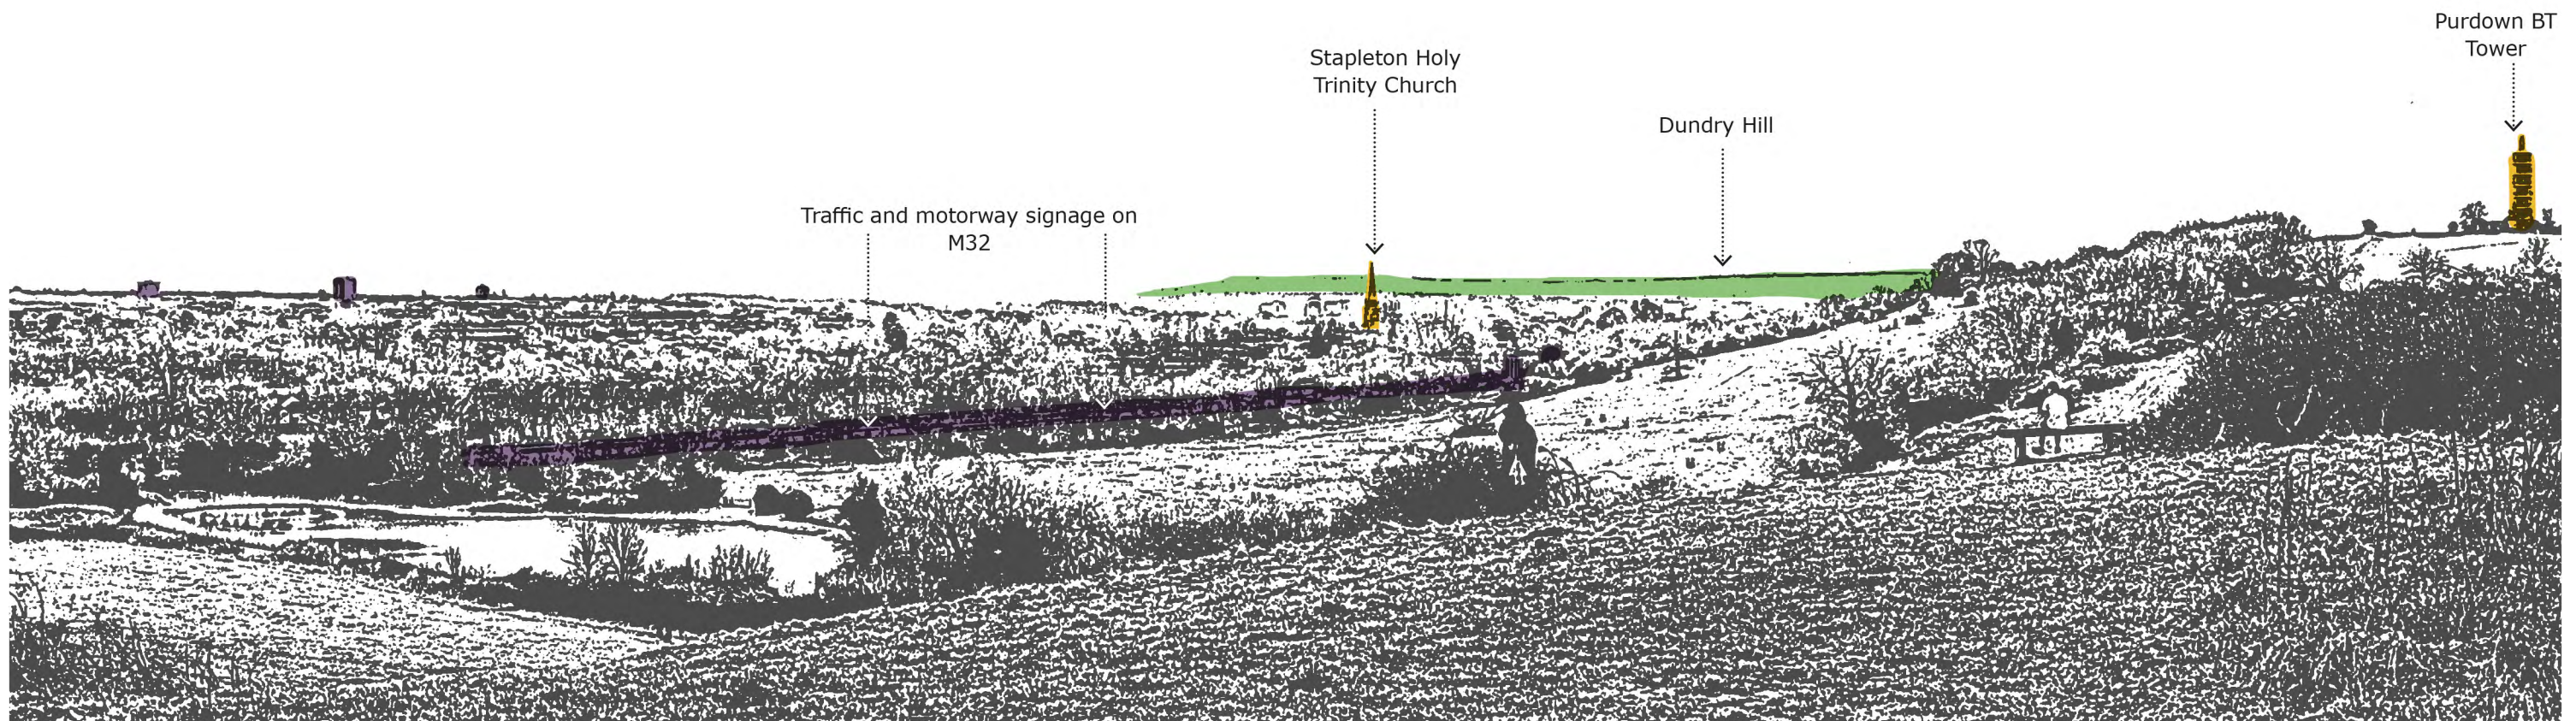 Purdown BT
Tower
Stapleton Holy
Trinity Church
Dundry Hill
Traffic and motorway signage on
M32